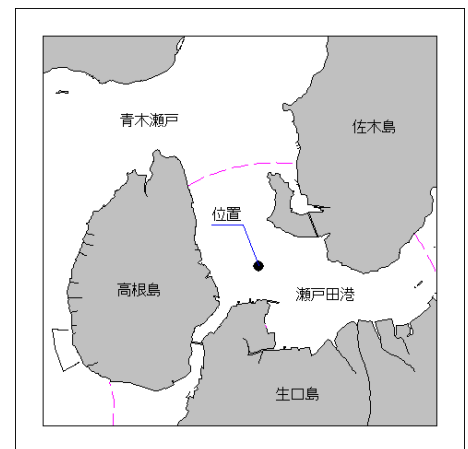 青木瀬戸
佐木島
位置
高根島
瀬戸田港
生口島